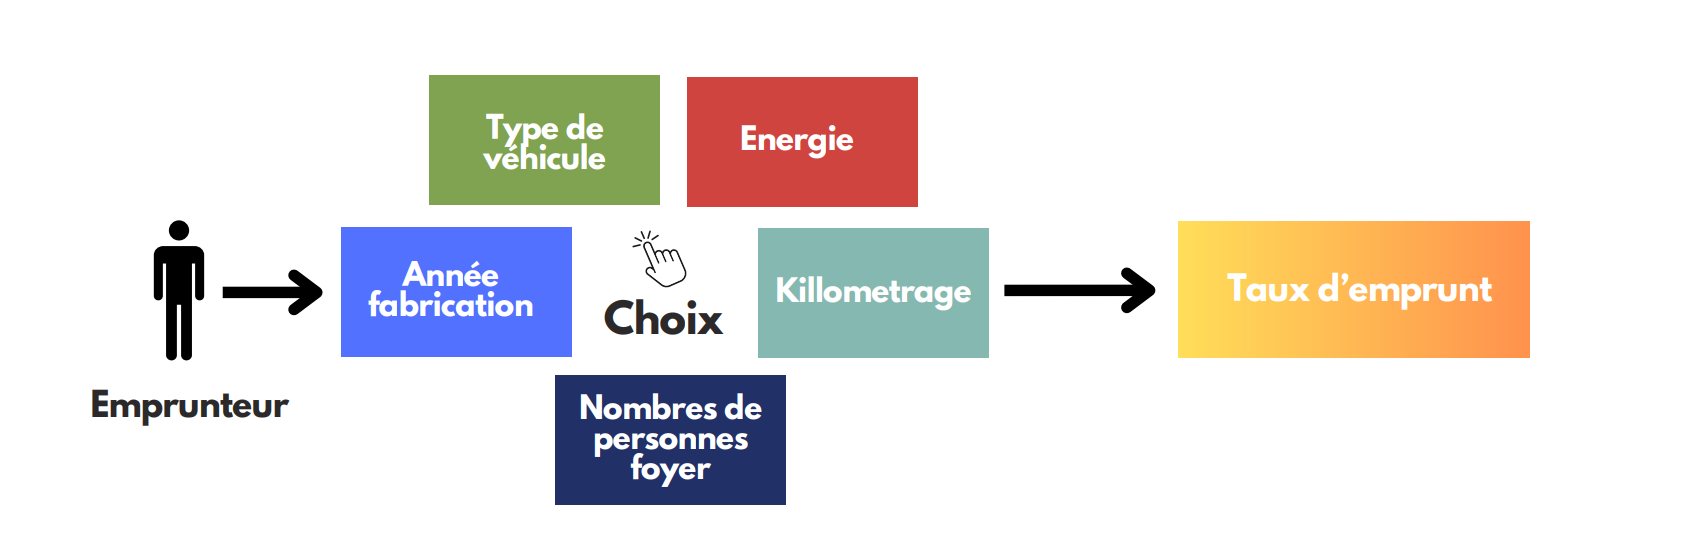 Type de
véhicule
Energie
Emprunteur
Année
fabrication
Choix
Killometrage
Nombres de
personnes
foyer
Taux d’emprunt